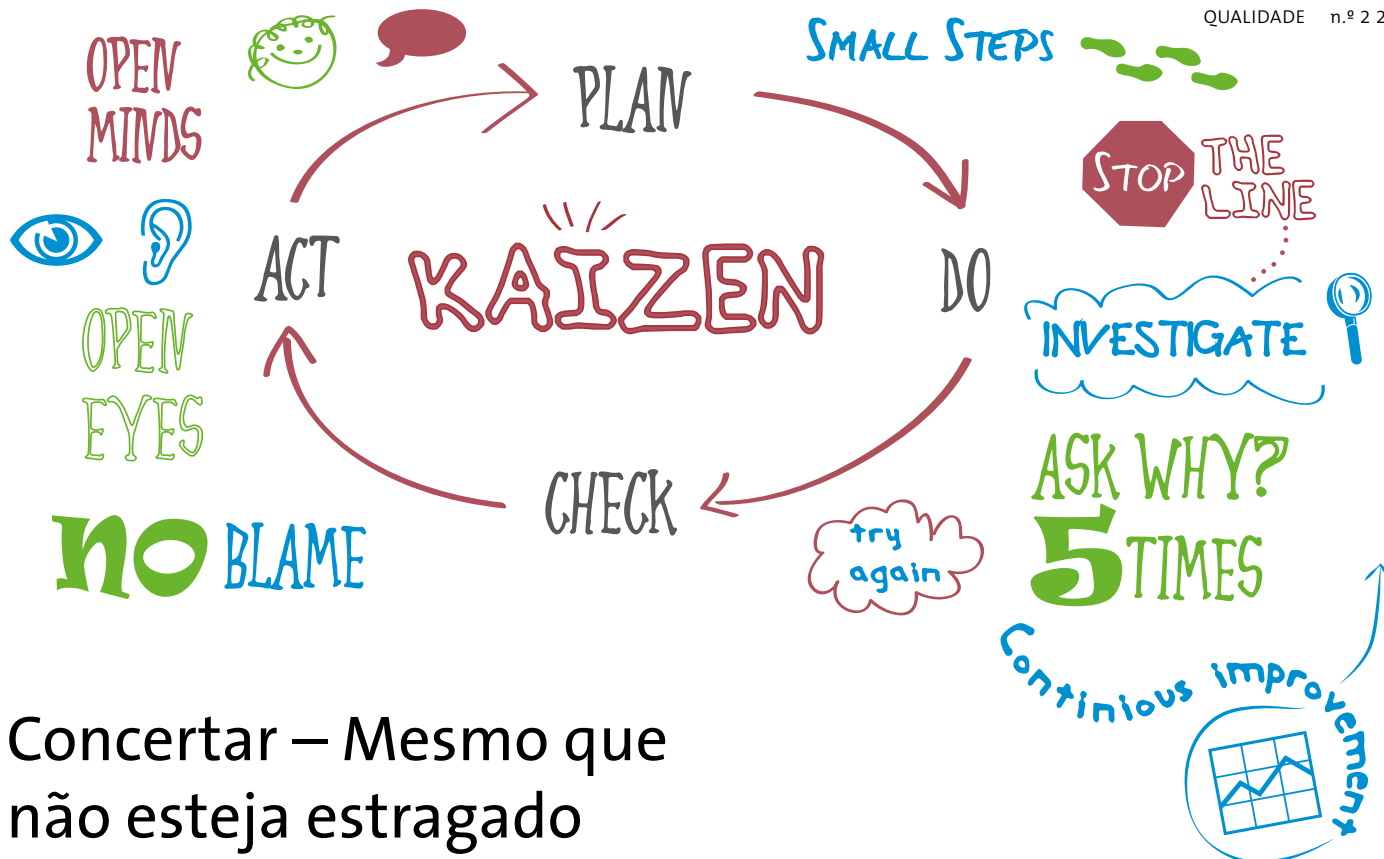 QUALIDADE n.º 2 2
OPEN
MINDS
PLAN
SMALL STEPS
STOP
THE
LINE
ACT
KAIZEN
DO
INVESTIGATE
OPEN
EYES
ASK WHY?
5 TIMES
CHECK
no BLAME
try
again
Continious improvement
Concertar – Mesmo que
não esteja estragado